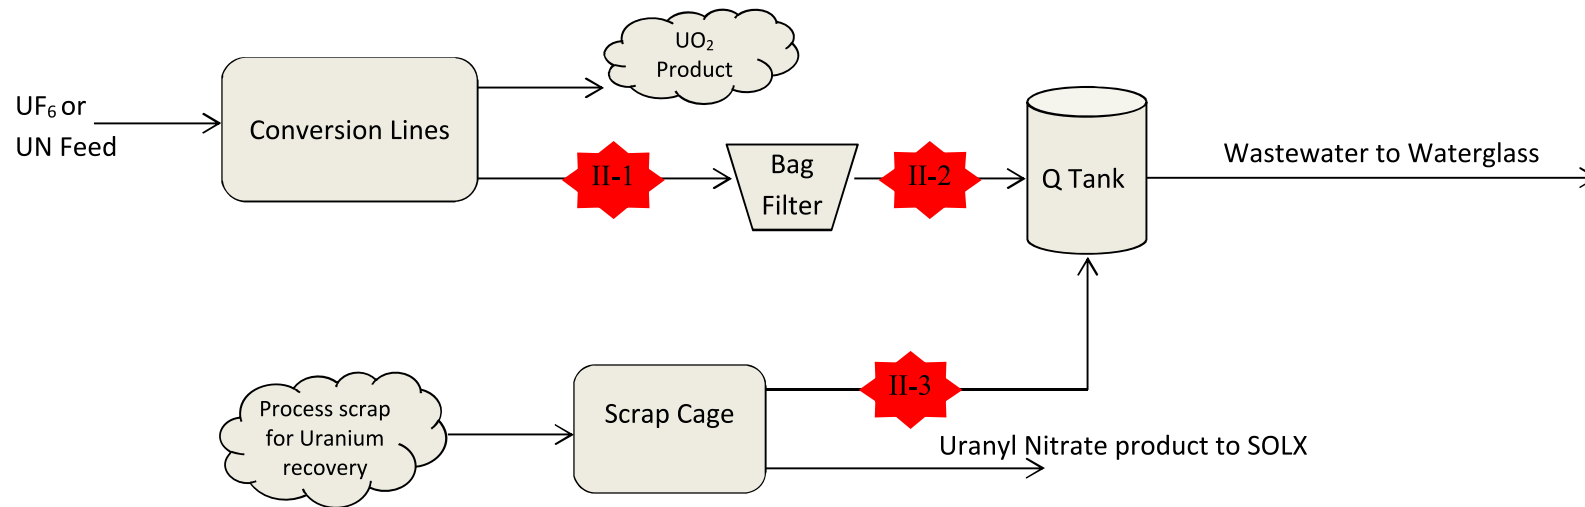 UO₂
Product
UF₆ or
UN Feed
Conversion Lines
II-1
Bag
Filter
II-2
Q Tank
Wastewater to Waterglass
Process scrap
for Uranium
recovery
Scrap Cage
II-3
Uranyl Nitrate product to SOLX